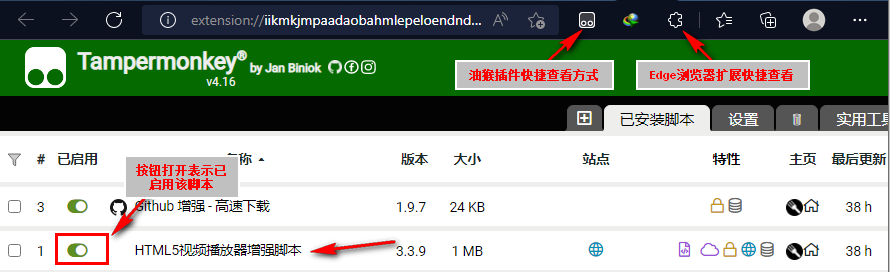 extension://iikmkjmpaadaobahmlepeloendnd...
Tampermonkey® by Jan Biniok
v4.16
油猴插件快捷查看方式
Edge浏览器扩展快捷查看
已安装脚本
设置
实用工具
# 已启用 名称 版本 大小 站点 特性 主页 最后更新
按钮打开表示已
启用该脚本
3 Github 增强 - 高速下载 1.9.7 24 KB 38 h
1 HTML5视频播放器增强脚本 3.3.9 1 MB 38 h